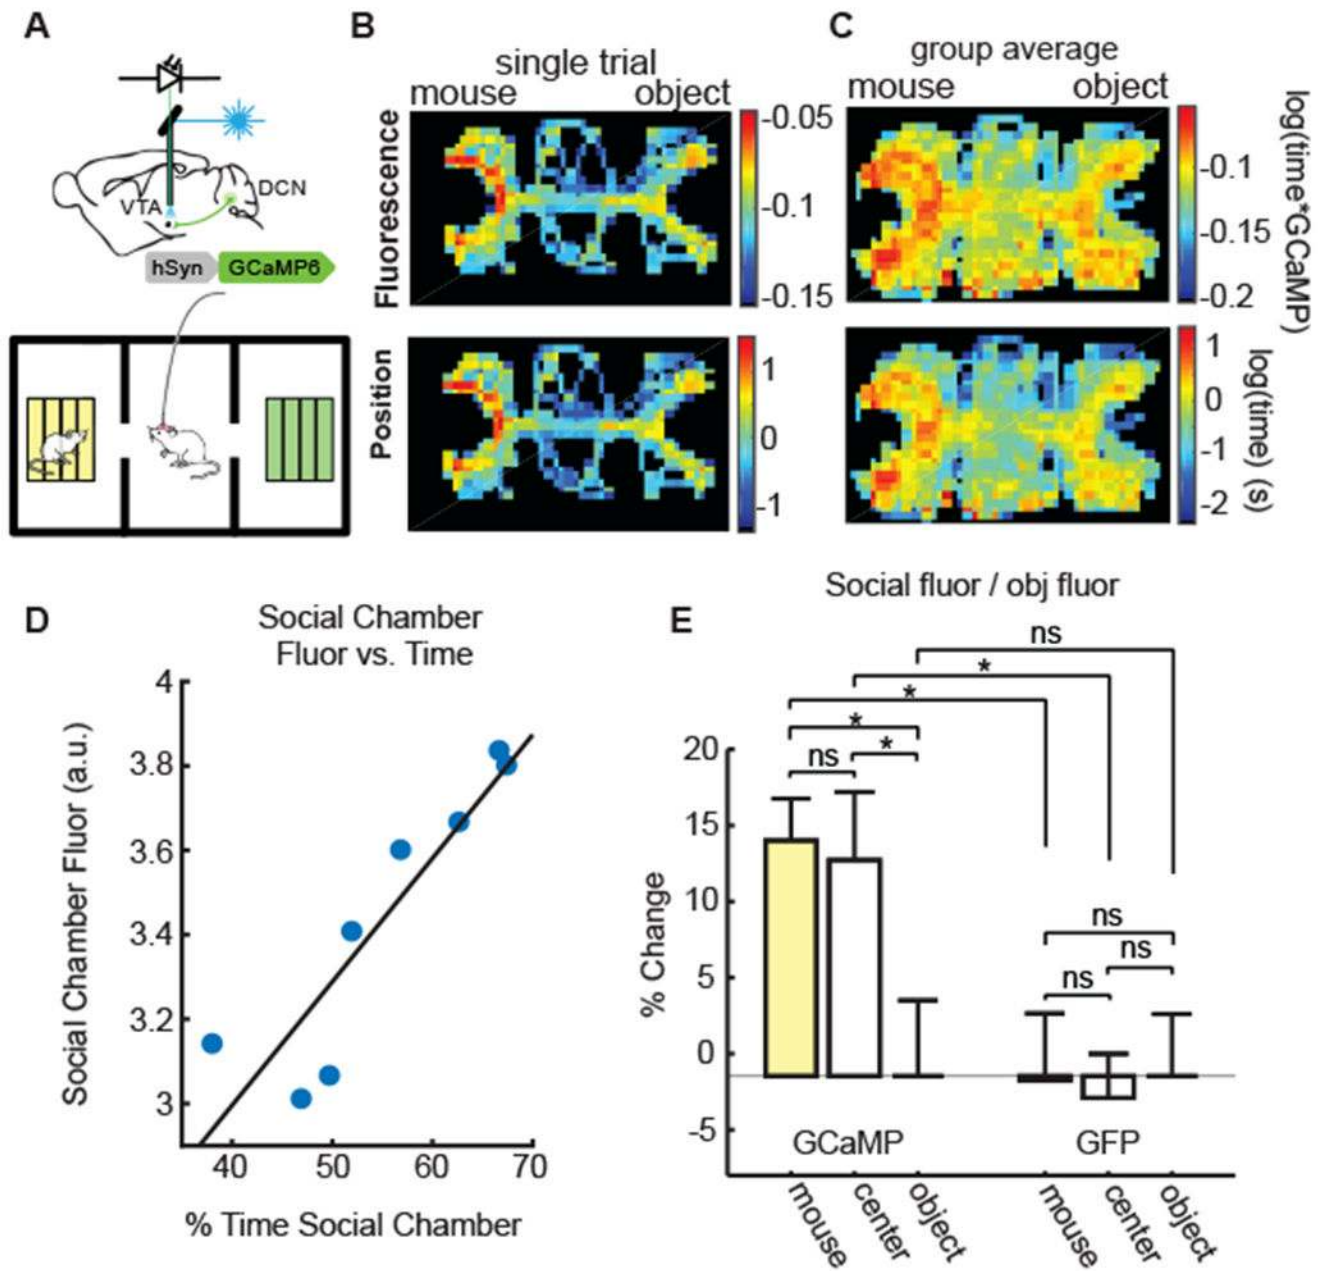 A
VTA
DCN
hSyn GCaMP6
B
single trial
mouse object
Fluorescence
-0.05
-0.1
-0.15
Position
1
0
-1
C
group average
mouse object
-0.1
-0.15
-0.2
log(time*GCaMP)
1
0
-1
-2
log(time) (s)
D
Social Chamber
Fluor vs. Time
Social Chamber Fluor (a.u.)
4
3.8
3.6
3.4
3.2
3
40 50 60 70
% Time Social Chamber
E
Social fluor / obj fluor
ns
*
*
*
*
ns
% Change
20
15
10
5
0
-5
ns
ns
ns
GCaMP GFP
mouse center object mouse center object